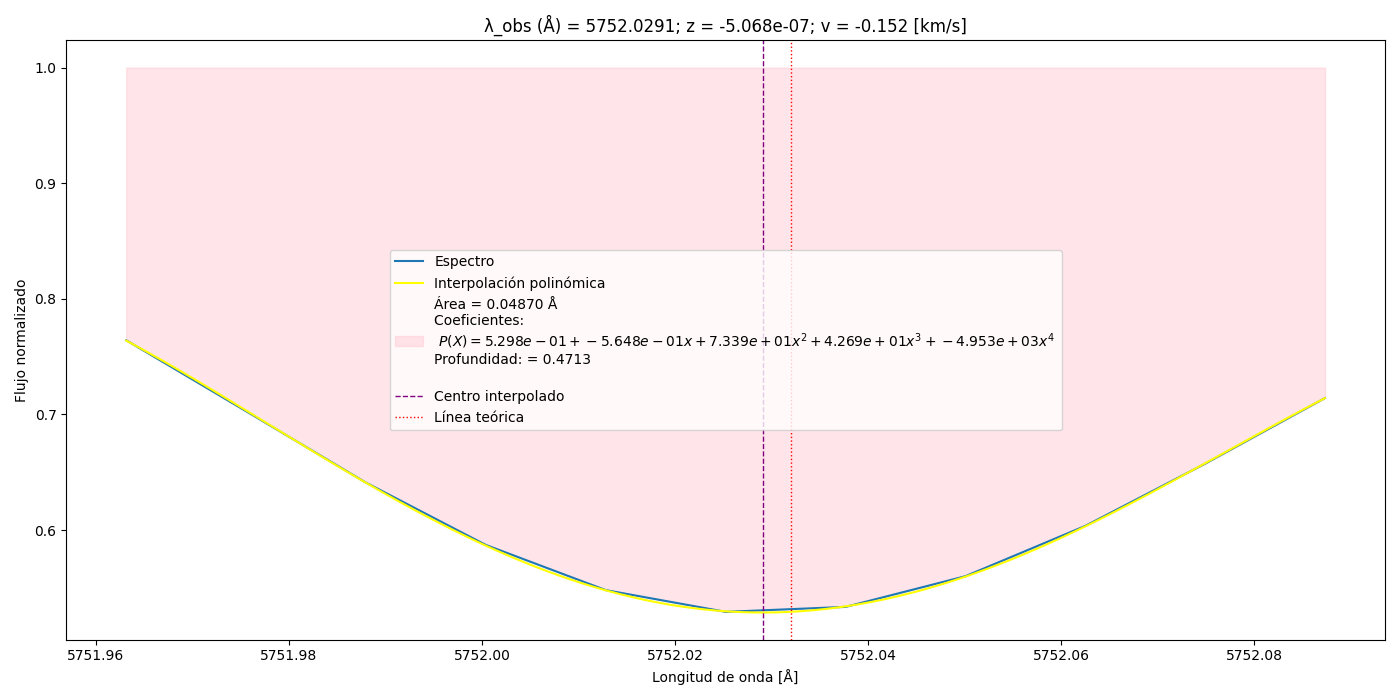 λ_obs (Å) = 5752.0291; z = -5.068e-07; v = -0.152 [km/s]
Flujo normalizado
1.0
0.9
0.8
0.7
0.6
Espectro
Interpolación polinómica
Área = 0.04870 Å
Coeficientes:
P(X) = 5.298e − 01 + −5.648e − 01x + 7.339e + 01x² + 4.269e + 01x³ + −4.953e + 03x⁴
Profundidad: = 0.4713
Centro interpolado
Línea teórica
5751.96 5751.98 5752.00 5752.02 5752.04 5752.06 5752.08
Longitud de onda [Å]